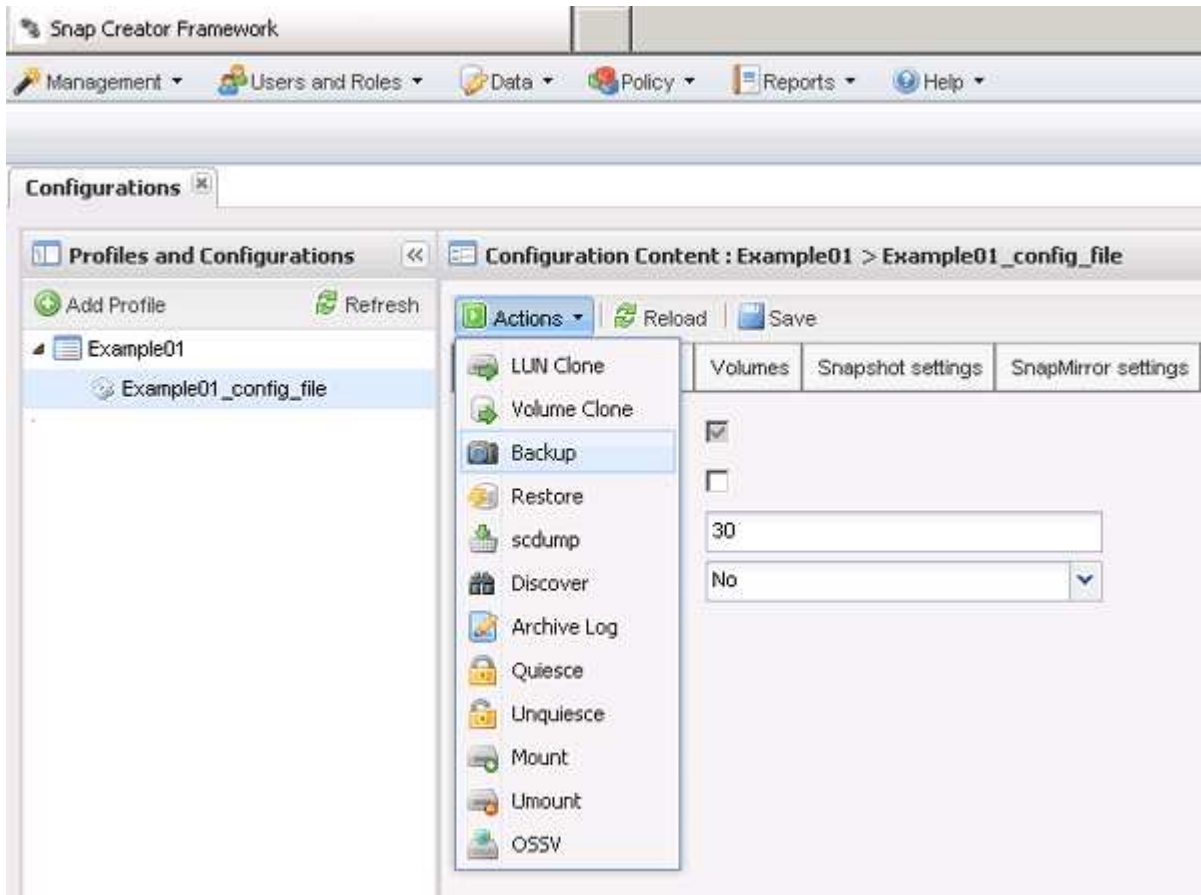 Snap Creator Framework
Management Users and Roles Data Policy Reports Help
Configurations
Profiles and Configurations
Add Profile Refresh
Example01
Example01_config_file
Configuration Content : Example01 > Example01_config_file
Actions Reload Save
Volumes Snapshot settings SnapMirror settings
LUN Clone
Volume Clone
Backup
Restore
scdump
Discover
Archive Log
Quiesce
Unquiesce
Mount
Umount
OSSV
30
No